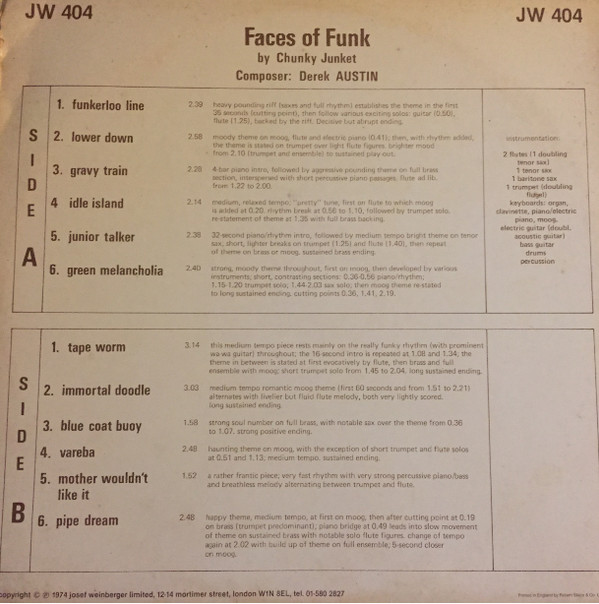 JW 404
JW 404
Faces of Funk
by Chunky Junket
Composer: Derek AUSTIN
SIDE A
1. funkerloo line 2.39 heavy pounding riff (saxes and full rhythm) establishes the theme in the first
35 seconds (cutting point), then follow various exciting solos: guitar (0.50),
flute (1.25), backed by the riff. Decisive but abrupt ending.
2. lower down 2.58 moody theme on moog, flute and electric piano (0.41); then, with rhythm added,
the theme is stated on trumpet over light flute figures. brighter mood
from 2.10 (trumpet and ensemble) to sustained play-out.
3. gravy train 2.28 4-bar piano intro, followed by aggressive pounding theme on full brass
section, interspersed with short percussive piano passages. flute ad lib.
from 1.22 to 2.00.
4 idle island 2.14 medium, relaxed tempo; "pretty" tune, first on flute to which moog
is added at 0.20. rhythm break at 0.56 to 1.10, followed by trumpet solo.
re-statement of theme at 1.35 with full brass backing.
5. junior talker 2.38 32-second piano/rhythm intro, followed by medium tempo bright theme on tenor
sax, short, lighter breaks on trumpet (1.25) and flute (1.40), then repeat
of theme on brass or moog, sustained brass ending.
6. green melancholia 2.40 strong, moody theme throughout, first on moog, then developed by various
instruments; short, contrasting sections: 0.36-0.56 piano/rhythm;
1.15-1.20 trumpet solo; 1.44-2.03 sax solo; then moog theme re-stated
to long sustained ending. cutting points 0.36, 1.41, 2.19.
instrumentation:
2 flutes (1 doubling
tenor sax)
1 tenor sax
1 baritone sax
1 trumpet (doubling
flügel)
keyboards: organ,
clavinette, piano/electric
piano, moog.
electric guitar (doubl.
acoustic guitar)
bass guitar
drums
percussion
SIDE B
1. tape worm 3.14 this medium tempo piece rests mainly on the really funky rhythm (with prominent
wa-wa guitar) throughout; the 16 second intro is repeated at 1.08 and 1.34; the
theme in between is stated at first evocatively by flute, then brass and full
ensemble with moog: short trumpet solo from 1.45 to 2.04. long sustained ending.
2. immortal doodle 3.03 medium tempo romantic moog theme (first 60 seconds and from 1.51 to 2.21)
alternates with livelier but fluid flute melody, both very lightly scored.
long sustained ending.
3. blue coat buoy 1.58 strong soul number on full brass, with notable sax over the theme from 0.36
to 1.07. strong positive ending.
4. vareba 2.48 haunting theme on moog, with the exception of short trumpet and flute solos
at 0.51 and 1.13. medium tempo. sustained ending.
5. mother wouldn't
like it 1.52 a rather frantic piece; very fast rhythm with very strong percussive piano/bass
and breathless melody alternating between trumpet and flute.
6. pipe dream 2.48 happy theme, medium tempo, at first on moog, then after cutting point at 0.19
on brass (trumpet predominant); piano bridge at 0.49 leads into slow movement
of theme on sustained brass with notable solo flute figures. change of tempo
again at 2.02 with build up of theme on full ensemble; 5-second closer
on moog.
copyright © ℗ 1974 josef weinberger limited, 12-14 mortimer street, london W1N 8EL, tel. 01-580 2827
Printed in England by